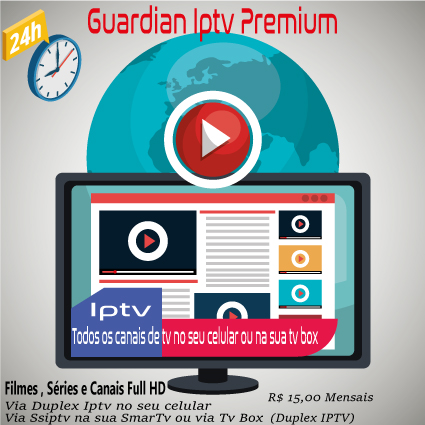 Guardian Iptv Premium
24h
Iptv
Todos os canais de tv no seu celular ou na sua tv box
Filmes , Séries e Canais Full HD
R$ 15,00 Mensais
Via Duplex Iptv no seu celular
Via Ssiptv na sua SmarTv ou via Tv Box (Duplex IPTV)